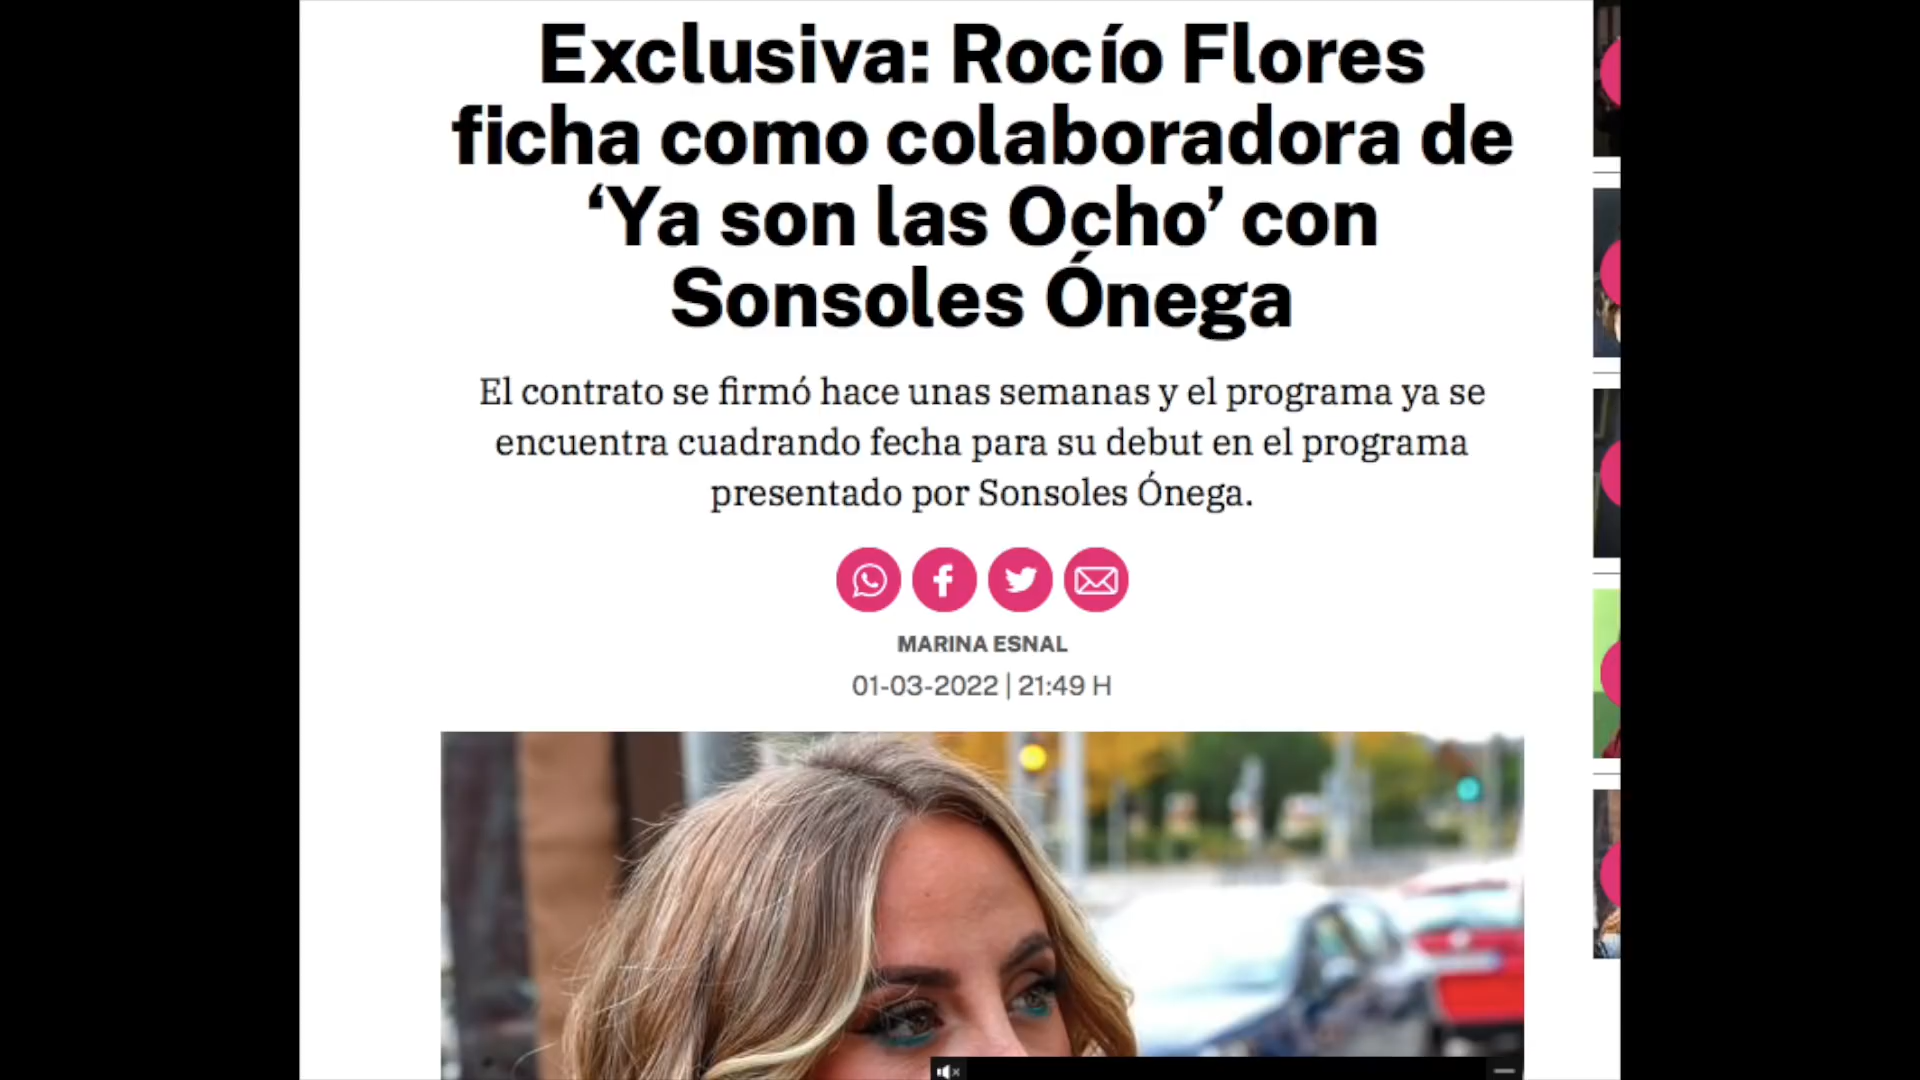 Exclusiva: Rocío Flores
ficha como colaboradora de
‘Ya son las Ocho’ con
Sonsoles Ónega
El contrato se firmó hace unas semanas y el programa ya se
encuentra cuadrando fecha para su debut en el programa
presentado por Sonsoles Ónega.
MARINA ESNAL
01-03-2022 | 21:49 H